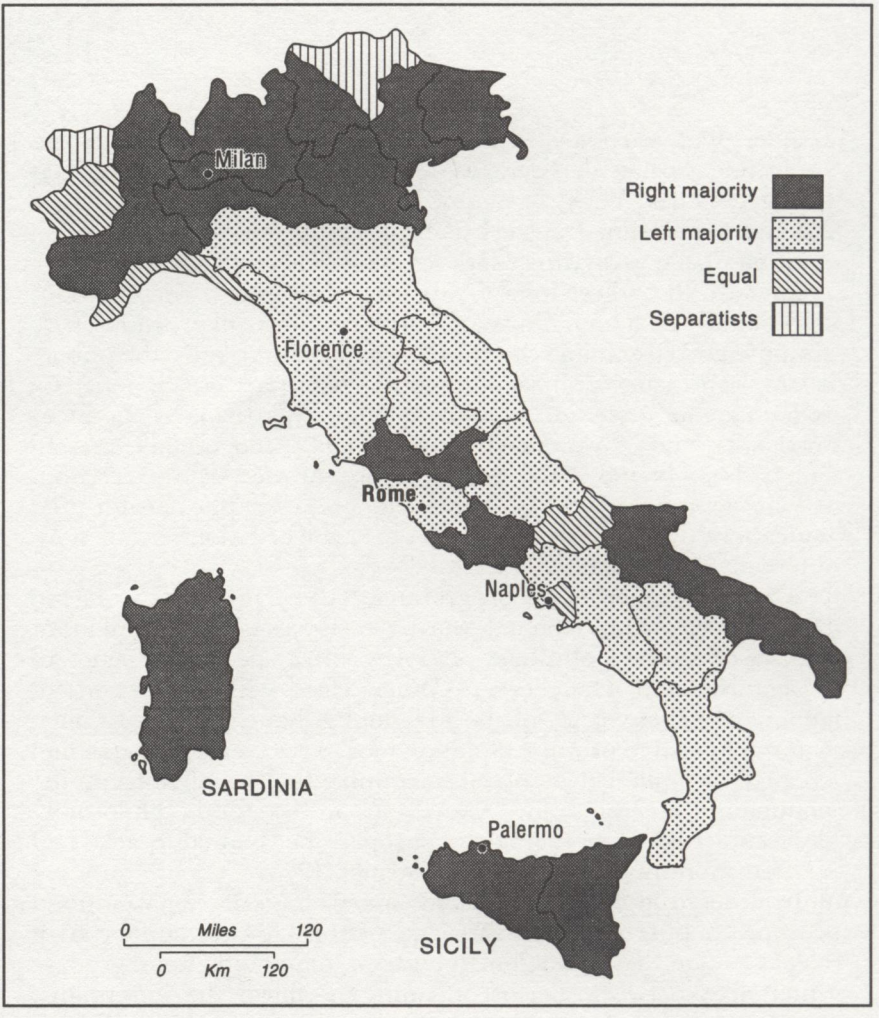 Milan
Right majority
Left majority
Equal
Separatists
Florence
Rome
Naples
SARDINIA
Palermo
SICILY
0 Miles 120
0 Km 120